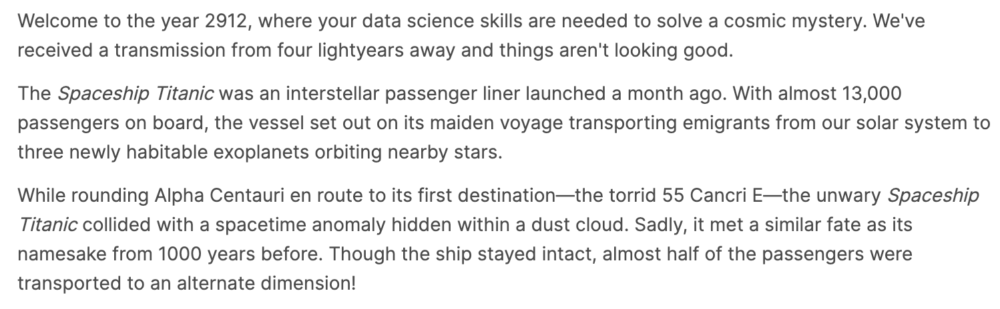 Welcome to the year 2912, where your data science skills are needed to solve a cosmic mystery. We've
received a transmission from four lightyears away and things aren't looking good.
The Spaceship Titanic was an interstellar passenger liner launched a month ago. With almost 13,000
passengers on board, the vessel set out on its maiden voyage transporting emigrants from our solar system to
three newly habitable exoplanets orbiting nearby stars.
While rounding Alpha Centauri en route to its first destination—the torrid 55 Cancri E—the unwary Spaceship
Titanic collided with a spacetime anomaly hidden within a dust cloud. Sadly, it met a similar fate as its
namesake from 1000 years before. Though the ship stayed intact, almost half of the passengers were
transported to an alternate dimension!